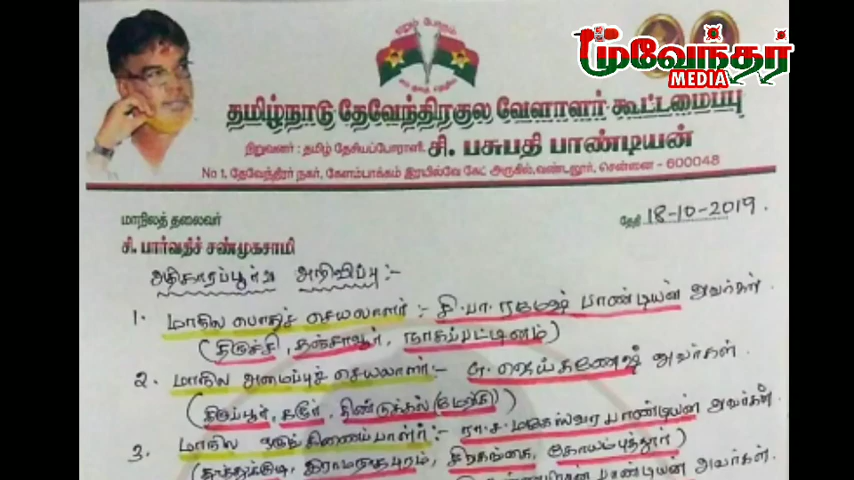 மூவேந்தர்
MEDIA
தமிழ்நாடு தேவேந்திரகுல வேளாளர் கூட்டமைப்பு
நிறுவனர் : தமிழ் தேசியப்போராளி சி. பசுபதி பாண்டியன்
No 1, தேவேந்திரர் நகர், கேளம்பாக்கம் இரயில்வே கேட் அருகில், வண்டலூர், சென்னை - 600048
மாநிலத் தலைவர்
தேதி 18-10-2019.
சி. பார்வதிச் சண்முகசாமி
அதிகாரப்பூர்வ அறிவிப்பு :-
1. மாநில பொதுச் செயலாளர் :- சி.பா. ரமேஷ் பாண்டியன் அவர்கள்.
(திருச்சி, தஞ்சாவூர், நாகப்பட்டினம்)
2. மாநில அமைப்புச் செயலாளர் :- ஜெய்கணேஷ் அவர்கள்.
(திருப்பூர், கரூர், திண்டுக்கல் (மேற்கு))
3. மாநில ஒருங்கிணைப்பாளர் :- ரா.ச. மகேஸ்வர பாண்டியன் அவர்கள்.
(தூத்துக்குடி, இராமநாதபுரம், சிவகங்கை, கோயம்புத்தூர்)
பாண்டியன் அவர்கள்.